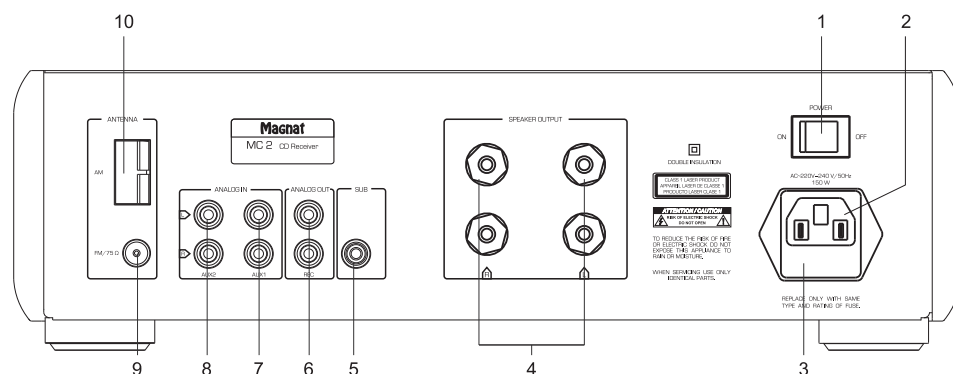 10
1
2
ANTENNA
AM
FM/75 Ω
Magnat
MC 2 CD Receiver
ANALOG IN
ANALOG OUT
SUB
L
R
AUX2
AUX1
REC
SPEAKER OUTPUT
R
L
DOUBLE INSULATION
CLASS 1 LASER PRODUCT
APPAREIL LASER DE CLASSE 1
PRODUCTO LASER CLASE 1
ATTENTION/CAUTION
RISK OF ELECTRIC SHOCK
DO NOT OPEN
TO REDUCE THE RISK OF FIRE
OR ELECTRIC SHOCK DO NOT
EXPOSE THIS APPLIANCE TO
RAIN OR MOISTURE.
WHEN SERVICING USE ONLY
IDENTICAL PARTS.
POWER
ON
OFF
AC~220V–240 V/50Hz
150 W
REPLACE ONLY WITH SAME
TYPE AND RATING OF FUSE.
9
8
7
6
5
4
3